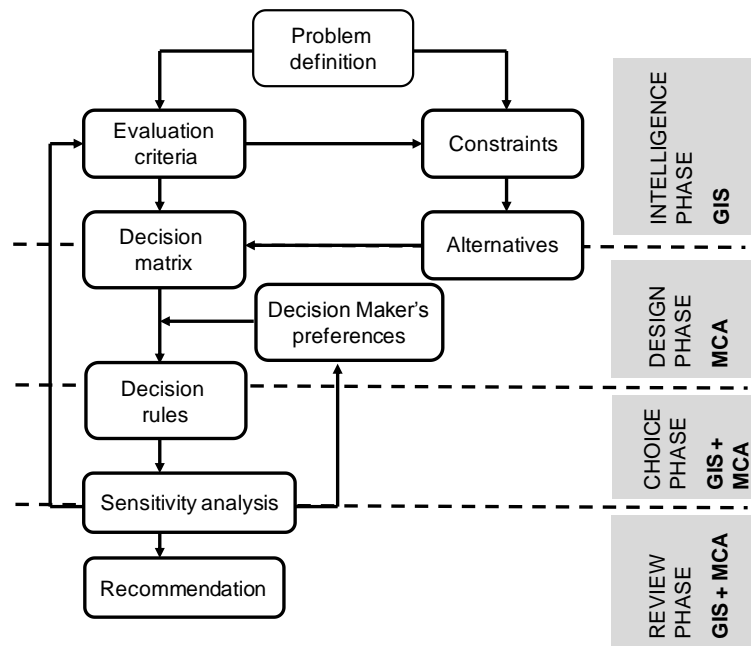 Problem
definition
Evaluation
criteria
Constraints
Decision
matrix
Alternatives
Decision Maker's
preferences
Decision
rules
Sensitivity analysis
Recommendation
INTELLIGENCE
PHASE
GIS
DESIGN
PHASE
MCA
CHOICE
PHASE
GIS +
MCA
REVIEW
PHASE
GIS + MCA